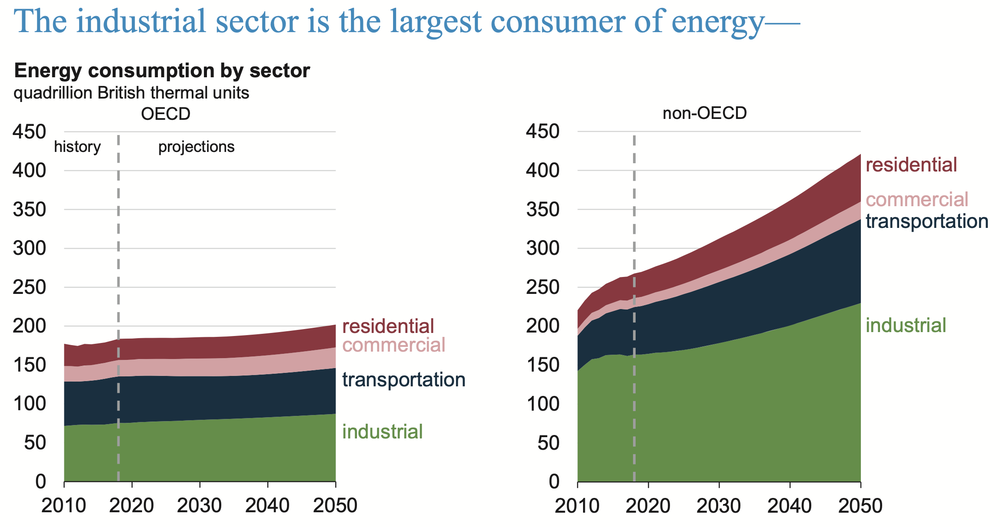 The industrial sector is the largest consumer of energy—
Energy consumption by sector
quadrillion British thermal units
OECD
450
history
projections
400
350
300
250
200
150
100
50
0
2010 2020 2030 2040 2050
residential
commercial
transportation
industrial
non-OECD
450
400
350
300
250
200
150
100
50
0
2010 2020 2030 2040 2050
residential
commercial
transportation
industrial